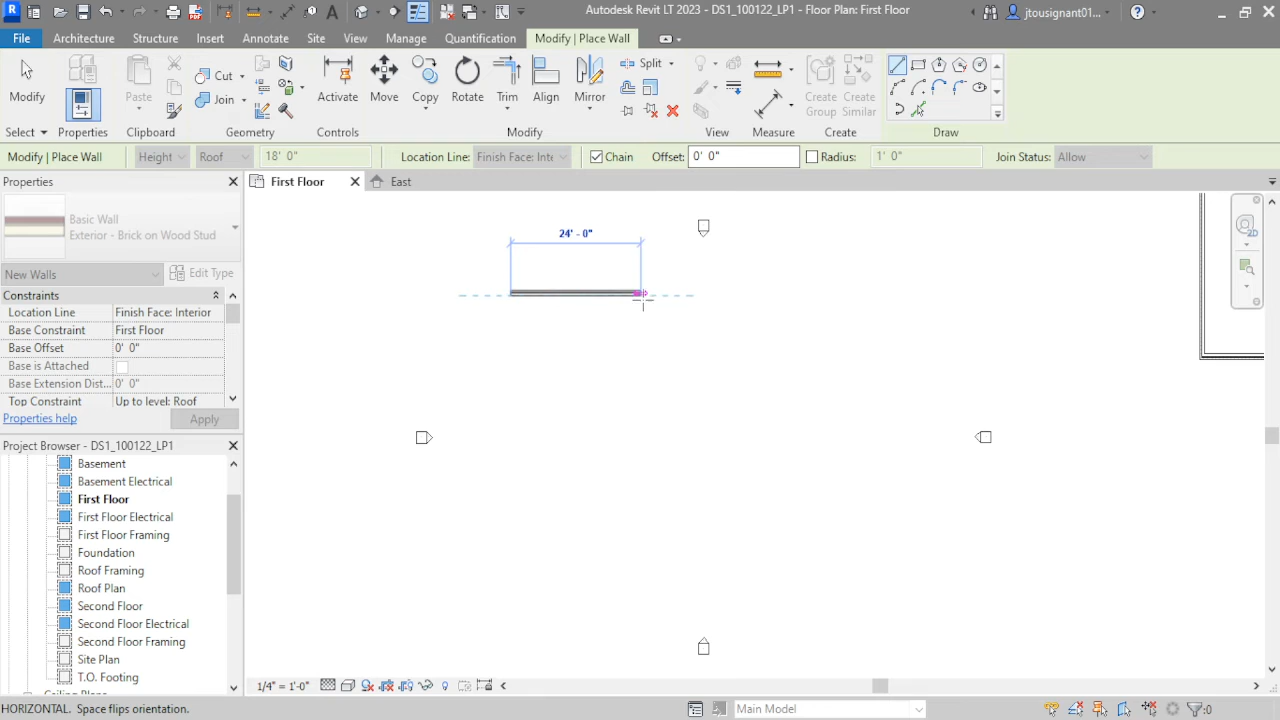 Autodesk Revit LT 2023 - DS1_100122_LP1 - Floor Plan: First Floor
jtousignant01...
File
Architecture
Structure
Insert
Annotate
Site
View
Manage
Quantification
Modify | Place Wall
Modify
Properties
Paste
Cut
Join
Activate
Move
Copy
Rotate
Trim
Align
Mirror
Split
Create Group
Create Similar
Select
Properties
Clipboard
Geometry
Controls
Modify
View
Measure
Create
Draw
Modify | Place Wall
Height
Roof
18' 0"
Location Line:
Finish Face: Inte
Chain
Offset:
0' 0"
Radius:
1' 0"
Join Status:
Allow
Properties
First Floor
East
Basic Wall
Exterior - Brick on Wood Stud
New Walls
Edit Type
Constraints
Location Line
Finish Face: Interior
Base Constraint
First Floor
Base Offset
0' 0"
Base is Attached
Base Extension Dist...
0' 0"
Top Constraint
Up to level: Roof
Properties help
Apply
Project Browser - DS1_100122_LP1
Basement
Basement Electrical
First Floor
First Floor Electrical
First Floor Framing
Foundation
Roof Framing
Roof Plan
Second Floor
Second Floor Electrical
Second Floor Framing
Site Plan
T.O. Footing
24' - 0"
2D
1/4" = 1'-0"
HORIZONTAL. Space flips orientation.
Main Model
:0